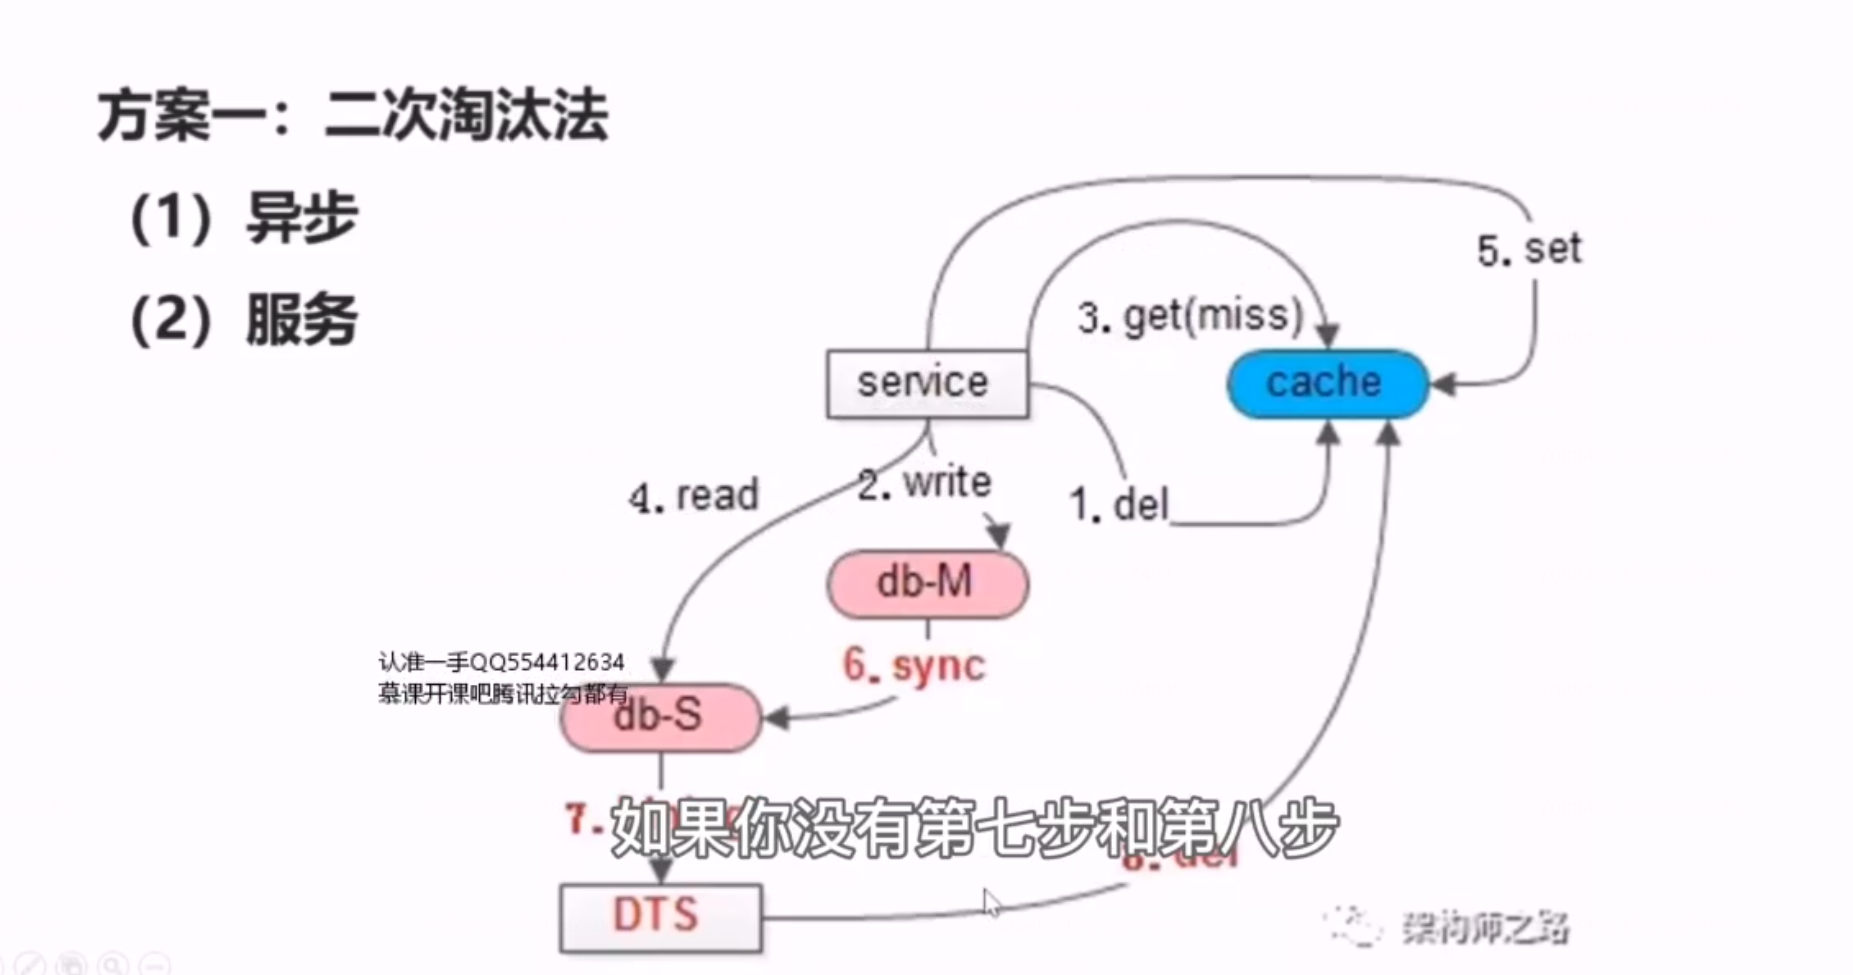 方案一：二次淘汰法
（1）异步
（2）服务
5. set
3. get(miss)
service
cache
4. read
2. write
1. del
db-M
认准一手QQ554412634
慕课开课吧腾讯拉勾都有
6. sync
db-S
7.
如果你没有第七步和第八步
8. del
DTS
架构师之路